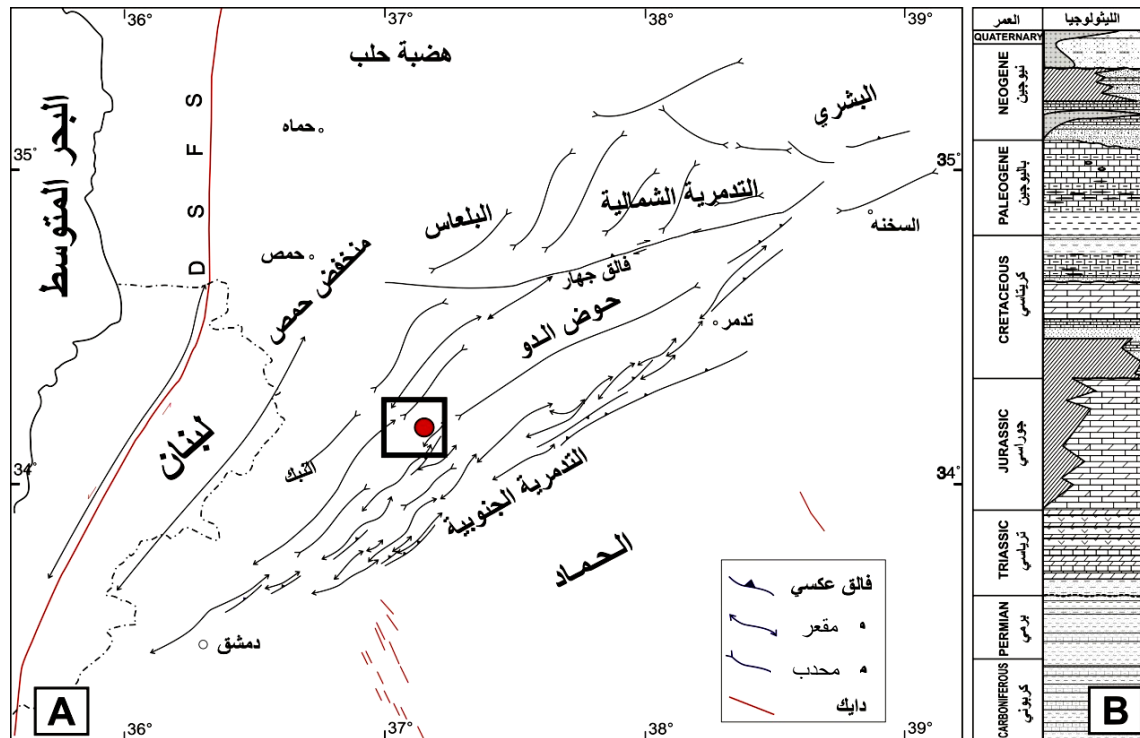 36°
37°
38°
39°
هضبة حلب
البحر المتوسط
D S F S
حماه
البشري
35°
35°
التدمرية الشمالية
البلعاس
السخنه
حمص
منخفض حمص
فالق جهار
حوض الدو
تدمر
لبنان
النبك
34°
34°
التدمرية الجنوبية
الحماد
دمشق
فالق عكسي
مقعر
محدب
دايك
A
36°
37°
38°
العمر
الليثولوجيا
QUATERNARY
NEOGENE
نيوجين
PALEOGENE
باليوجين
CRETACEOUS
كريتاسي
JURASSIC
جوراسي
TRIASSIC
ترياسي
PERMIAN
برمي
CARBONIFEROUS
كربوني
B